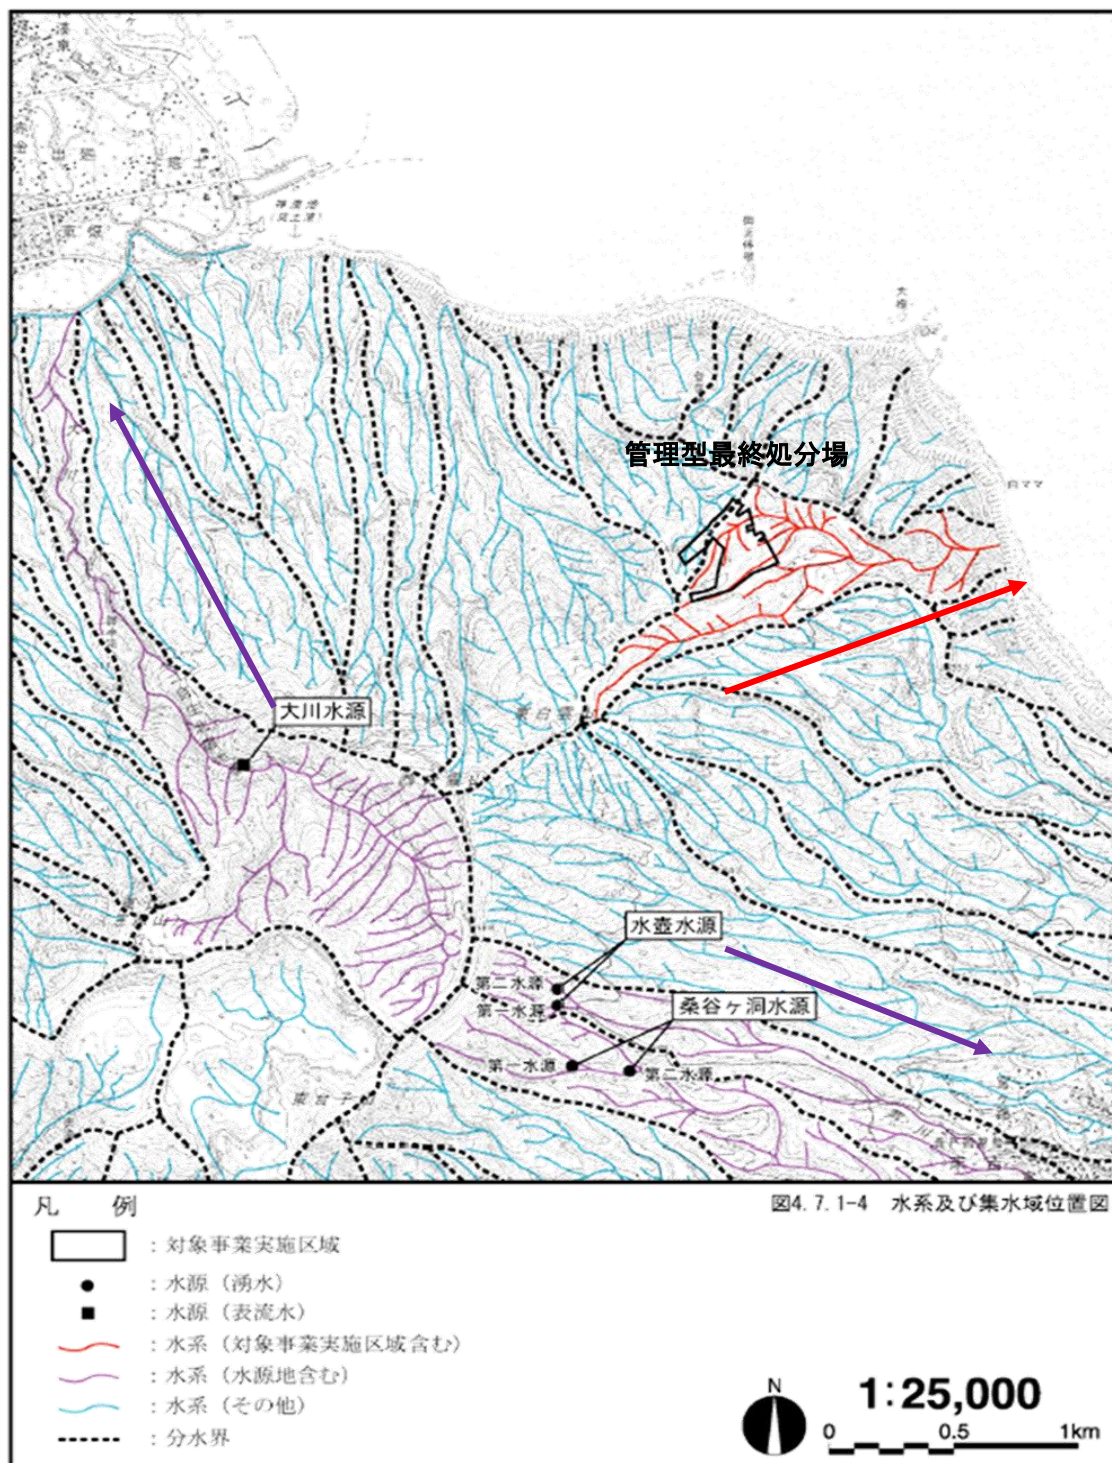 管理型最終処分場
大川水源
水壺水源
第二水源
第一水源
桑谷ヶ洞水源
第一水源
第二水源
図4.7.1-4 水系及び集水域位置図
凡 例
：対象事業実施区域
：水源（湧水）
：水源（表流水）
：水系（対象事業実施区域含む）
：水系（水源地含む）
：水系（その他）
：分水界
N
1:25,000
0 0.5 1km